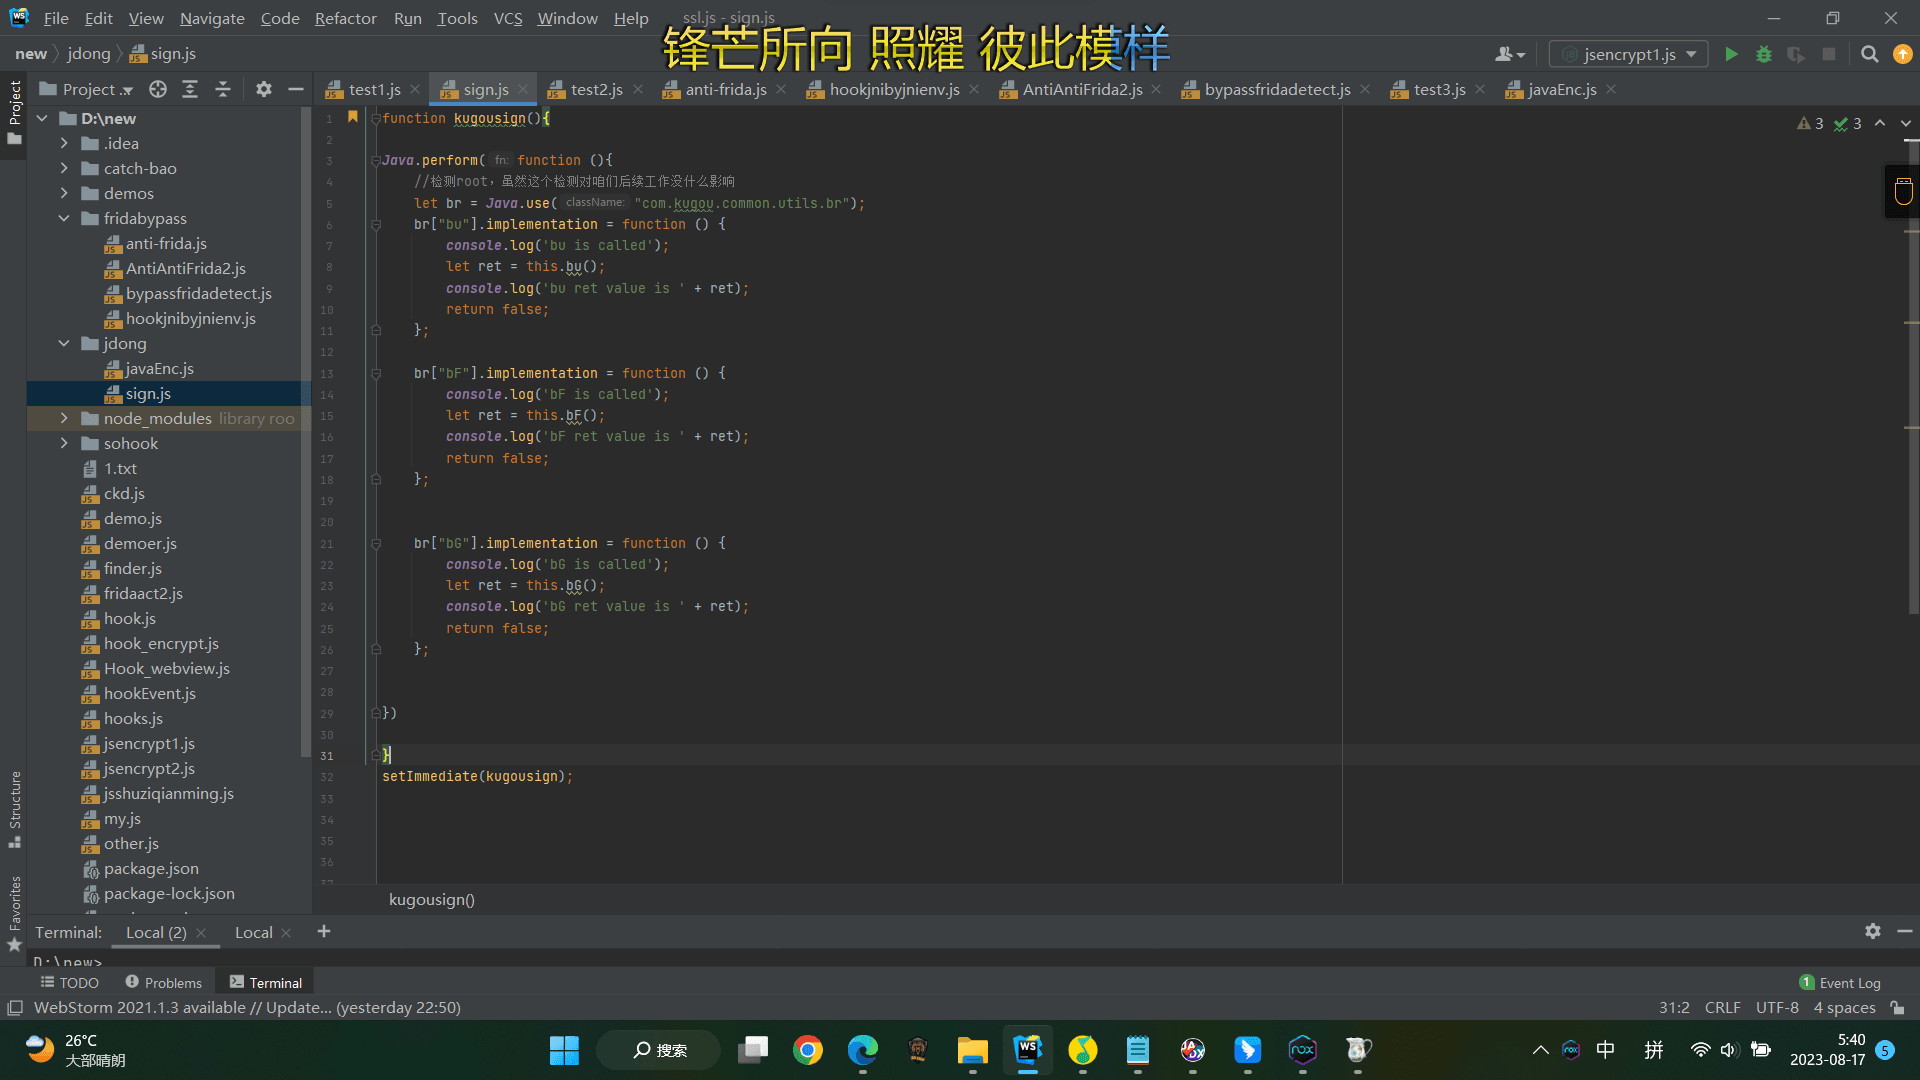 File Edit View Navigate Code Refactor Run Tools VCS Window Help ssl.js - sign.js
锋芒所向 照耀 彼此模样
new jdong sign.js jsencrypt1.js
Project Project ..
test1.js sign.js test2.js anti-frida.js hookjnibyjnienv.js AntiAntiFrida2.js bypassfridadetect.js test3.js javaEnc.js
3 3
D:\new
.idea
catch-bao
demos
fridabypass
anti-frida.js
AntiAntiFrida2.js
bypassfridadetect.js
hookjnibyjnienv.js
jdong
javaEnc.js
sign.js
node_modules library roo
sohook
1.txt
ckd.js
demo.js
demoer.js
finder.js
fridaact2.js
hook.js
hook_encrypt.js
Hook_webview.js
hookEvent.js
hooks.js
jsencrypt1.js
jsencrypt2.js
jsshuziqianming.js
my.js
other.js
package.json
package-lock.json
Structure
Favorites
1 function kugousign(){
2
3 Java.perform( fn: function (){
4 //检测root，虽然这个检测对咱们后续工作没什么影响
5 let br = Java.use( className: "com.kugou.common.utils.br");
6 br["bu"].implementation = function () {
7 console.log('bu is called');
8 let ret = this.bu();
9 console.log('bu ret value is ' + ret);
10 return false;
11 };
12
13 br["bF"].implementation = function () {
14 console.log('bF is called');
15 let ret = this.bF();
16 console.log('bF ret value is ' + ret);
17 return false;
18 };
19
20
21 br["bG"].implementation = function () {
22 console.log('bG is called');
23 let ret = this.bG();
24 console.log('bG ret value is ' + ret);
25 return false;
26 };
27
28
29 })
30
31 }
32 setImmediate(kugousign);
33
34
35
36
37
kugousign()
Terminal: Local (2) Local
D:\new>
TODO Problems Terminal 1 Event Log
WebStorm 2021.1.3 available // Update... (yesterday 22:50) 31:2 CRLF UTF-8 4 spaces
26°C
大部晴朗
搜索
中 拼
5:40
2023-08-17 5